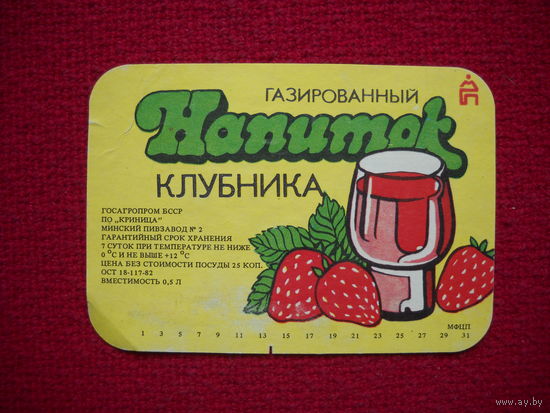 ГАЗИРОВАННЫЙ
Напиток
КЛУБНИКА
ГОСАГРОПРОМ БССР
ПО „КРИНИЦА"
МИНСКИЙ ПИВЗАВОД № 2
ГАРАНТИЙНЫЙ СРОК ХРАНЕНИЯ
7 СУТОК ПРИ ТЕМПЕРАТУРЕ НЕ НИЖЕ
0 °С И НЕ ВЫШЕ +12 °С
ЦЕНА БЕЗ СТОИМОСТИ ПОСУДЫ 25 КОП.
ОСТ 18-117-82
ВМЕСТИМОСТЬ 0,5 Л
МФЦП
1 3 5 7 9 11 13 15 17 19 21 23 25 27 29 31
www.ay.by